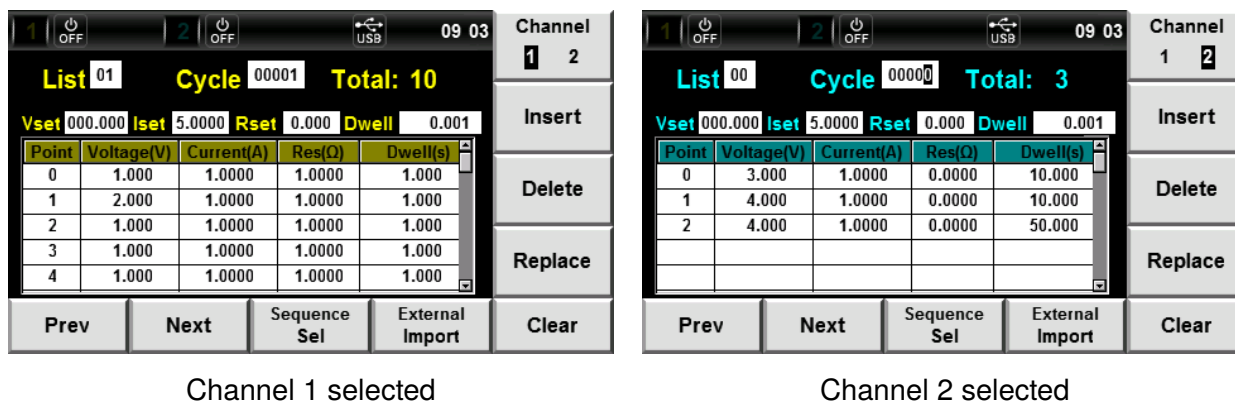 1 OFF 2 OFF USB 09 03 Channel
1 2
List 01 Cycle 00001 Total: 10
Insert
Vset 000.000 Iset 5.0000 Rset 0.000 Dwell 0.001
Point Voltage(V) Current(A) Res(Ω) Dwell(s)
0 1.000 1.0000 1.0000 1.000
Delete
1 2.000 1.0000 1.0000 1.000
2 1.000 1.0000 1.0000 1.000
3 1.000 1.0000 1.0000 1.000
Replace
4 1.000 1.0000 1.0000 1.000
Prev Next Sequence Sel External Import Clear
Channel 1 selected
1 OFF 2 OFF USB 09 03 Channel
1 2
List 00 Cycle 00000 Total: 3
Insert
Vset 000.000 Iset 5.0000 Rset 0.000 Dwell 0.001
Point Voltage(V) Current(A) Res(Ω) Dwell(s)
0 3.000 1.0000 0.0000 10.000
Delete
1 4.000 1.0000 0.0000 10.000
2 4.000 1.0000 0.0000 50.000
Replace
Prev Next Sequence Sel External Import Clear
Channel 2 selected